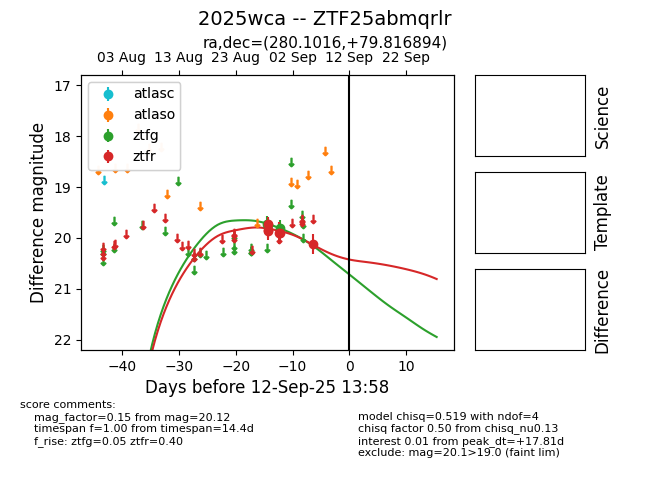 2025wca -- ZTF25abmqrlr
ra,dec=(280.1016,+79.816894)
03 Aug 13 Aug 23 Aug 02 Sep 12 Sep 22 Sep
atlasc
atlaso
ztfg
ztfr
17
18
19
20
21
22
Difference magnitude
−40 −30 −20 −10 0 10
Days before 12-Sep-25 13:58
Science
Template
Difference
score comments:
mag_factor=0.15 from mag=20.12
timespan f=1.00 from timespan=14.4d
f_rise: ztfg=0.05 ztfr=0.40
model chisq=0.519 with ndof=4
chisq factor 0.50 from chisq_nu0.13
interest 0.01 from peak_dt=+17.81d
exclude: mag=20.1>19.0 (faint lim)